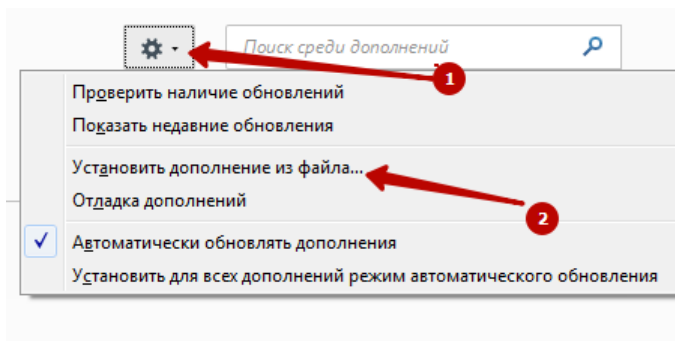 Поиск среди дополнений
1
Проверить наличие обновлений
Показать недавние обновления
Установить дополнение из файла...
Отладка дополнений
2
Автоматически обновлять дополнения
Установить для всех дополнений режим автоматического обновления